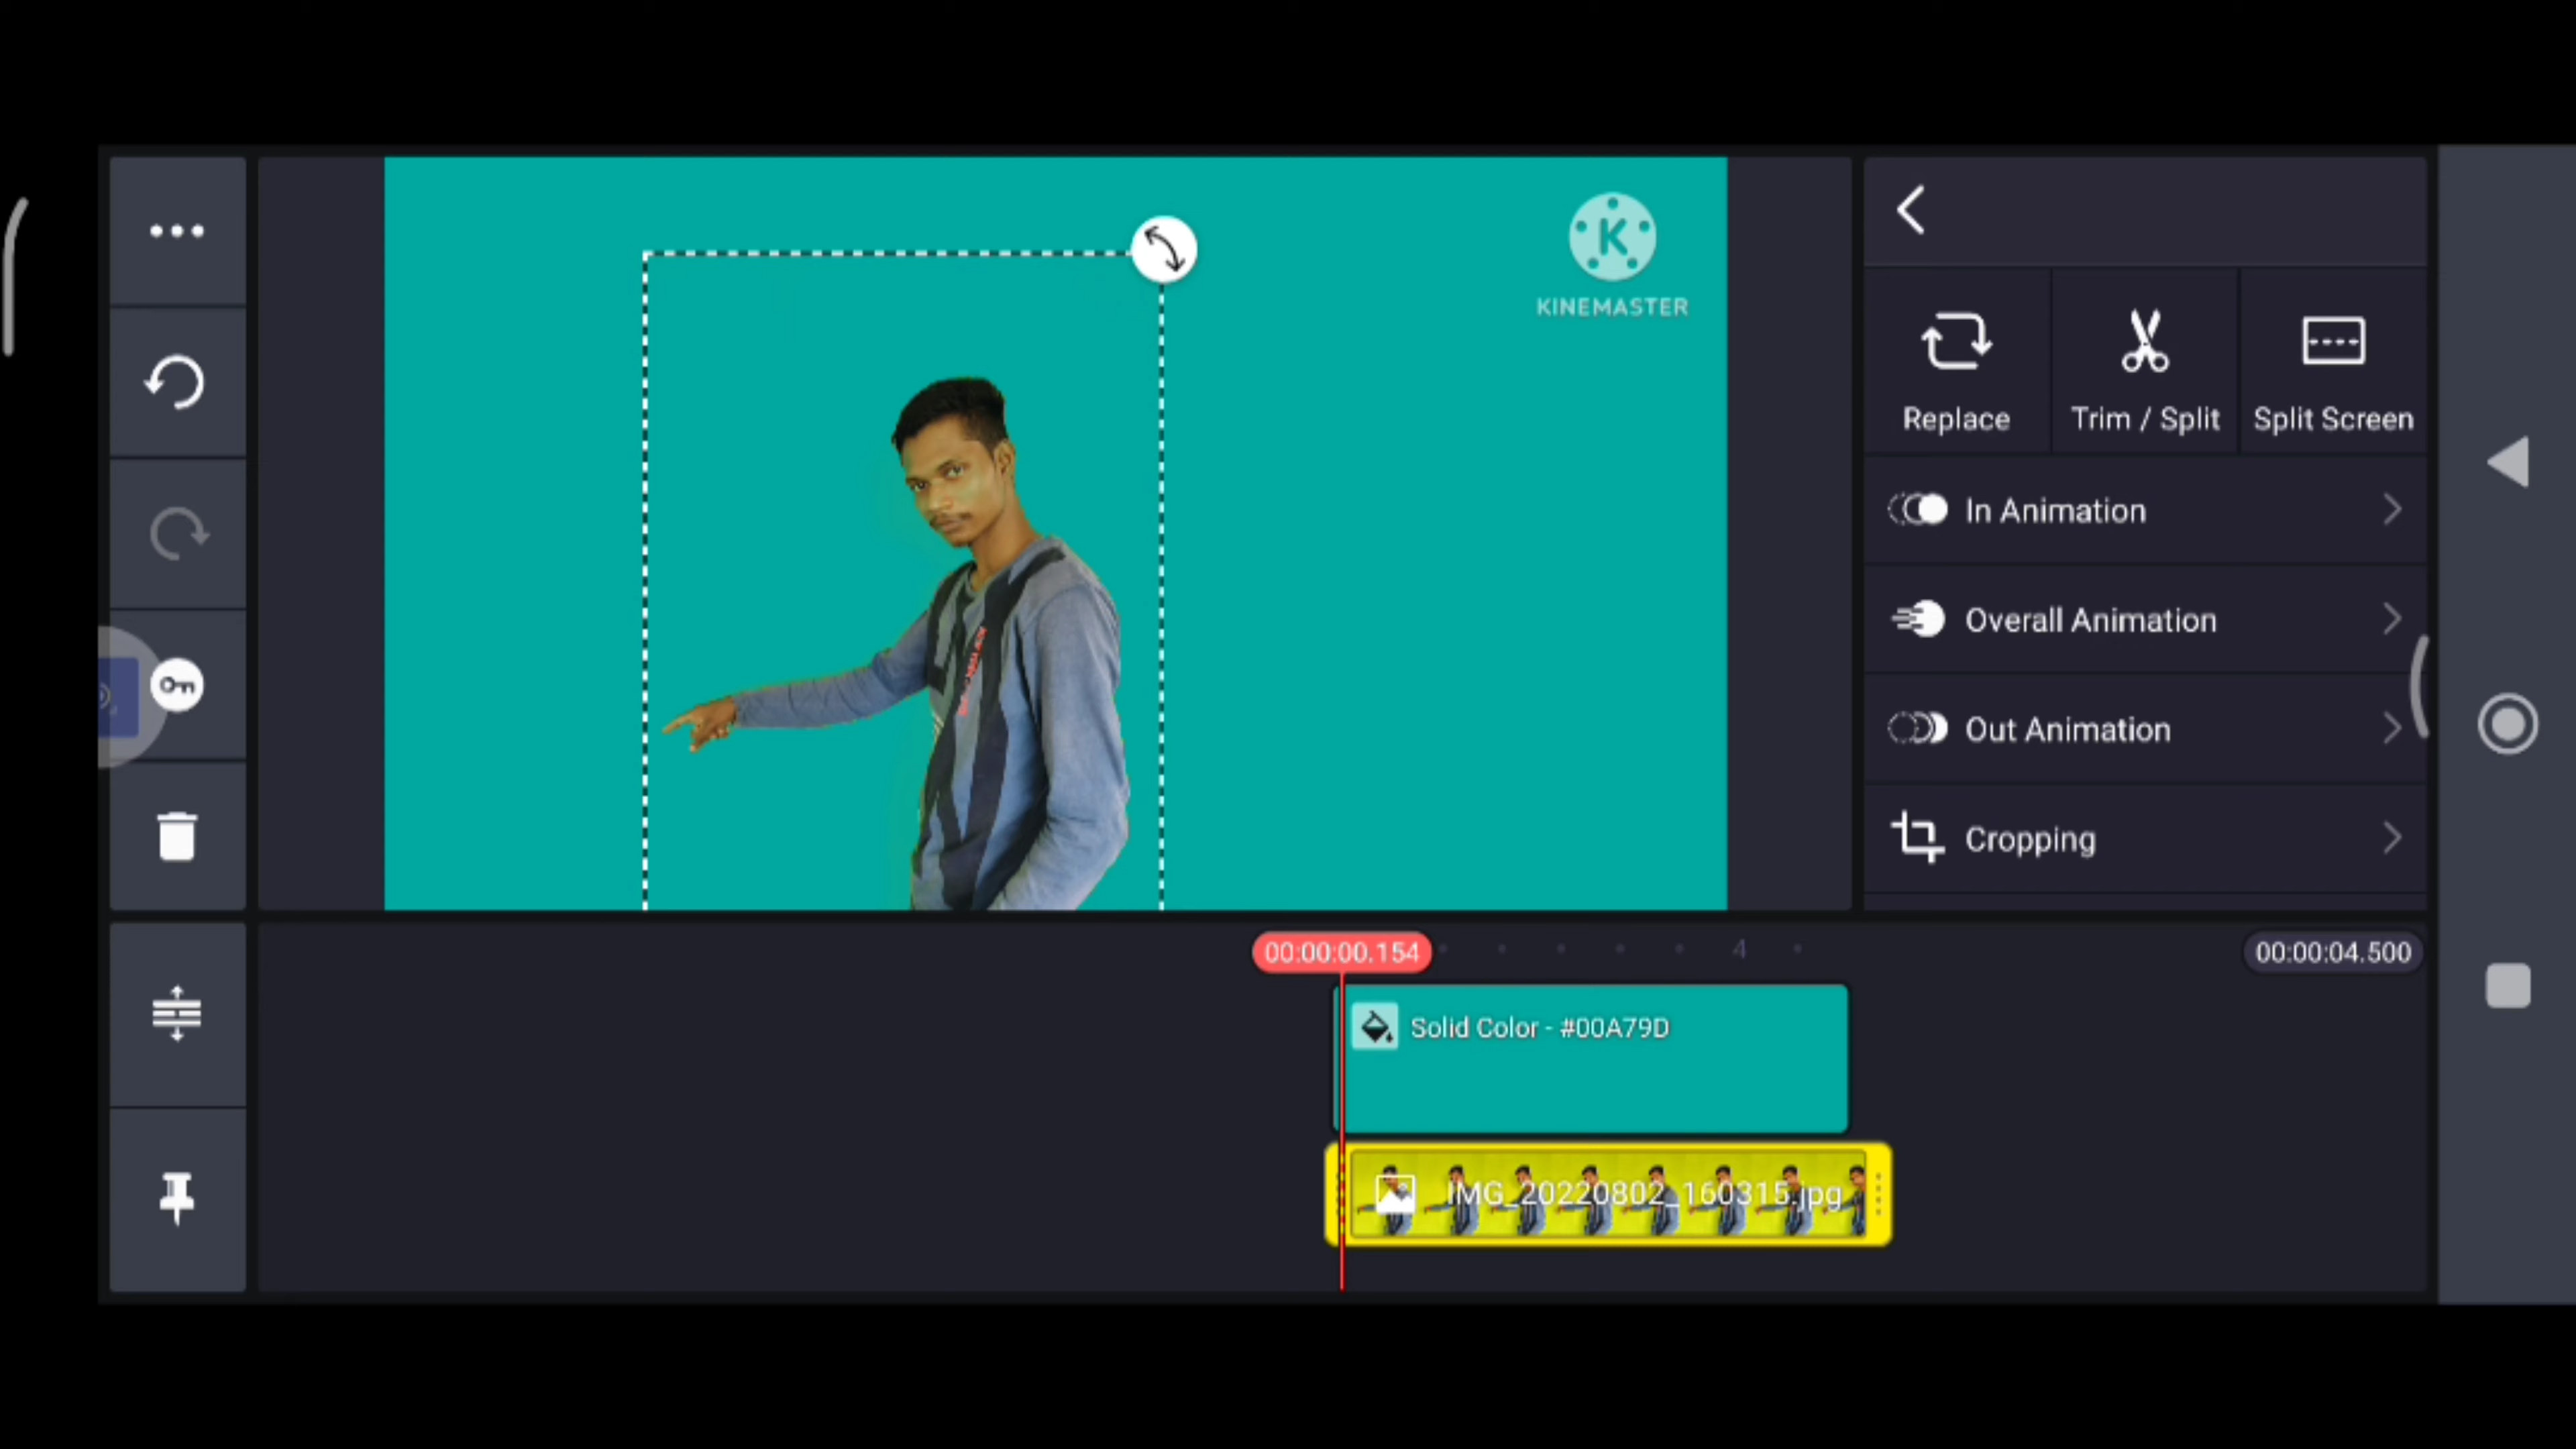 K
KINEMASTER
Replace
Trim / Split
Split Screen
In Animation
Overall Animation
Out Animation
Cropping
00:00:00.154
4
00:00:04.500
Solid Color - #00A79D
IMG_20220802_160315.jpg